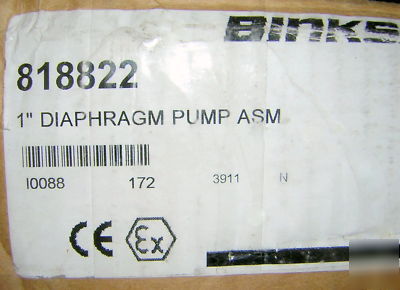 BINKS
818822
1" DIAPHRAGM PUMP ASM
I0088 172 3911 N
CE Ex